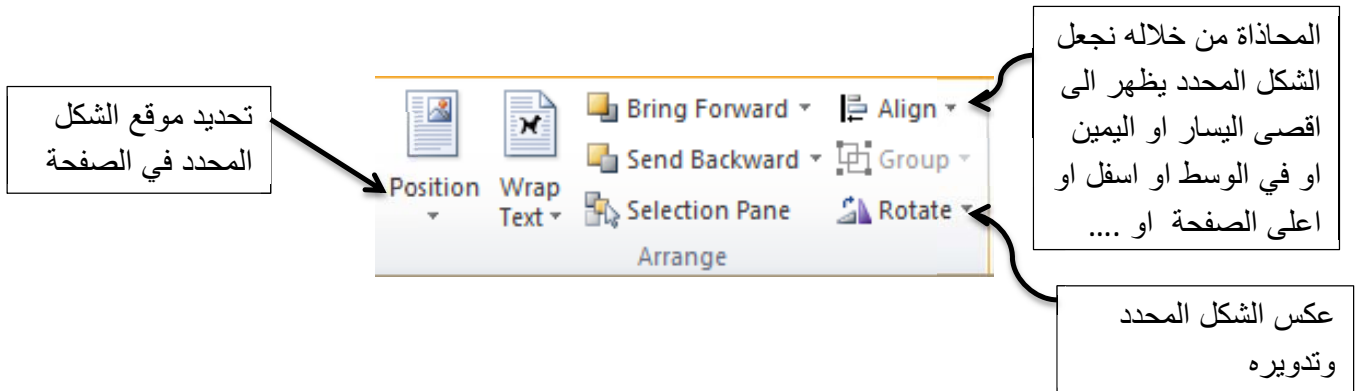 المحاذاة من خلاله نجعل
الشكل المحدد يظهر الى
اقصى اليسار او اليمين
او في الوسط او اسفل او
اعلى الصفحة او ....
تحديد موقع الشكل
المحدد في الصفحة
Position
Wrap
Text
Bring Forward
Send Backward
Selection Pane
Align
Group
Rotate
Arrange
عكس الشكل المحدد
وتدويره